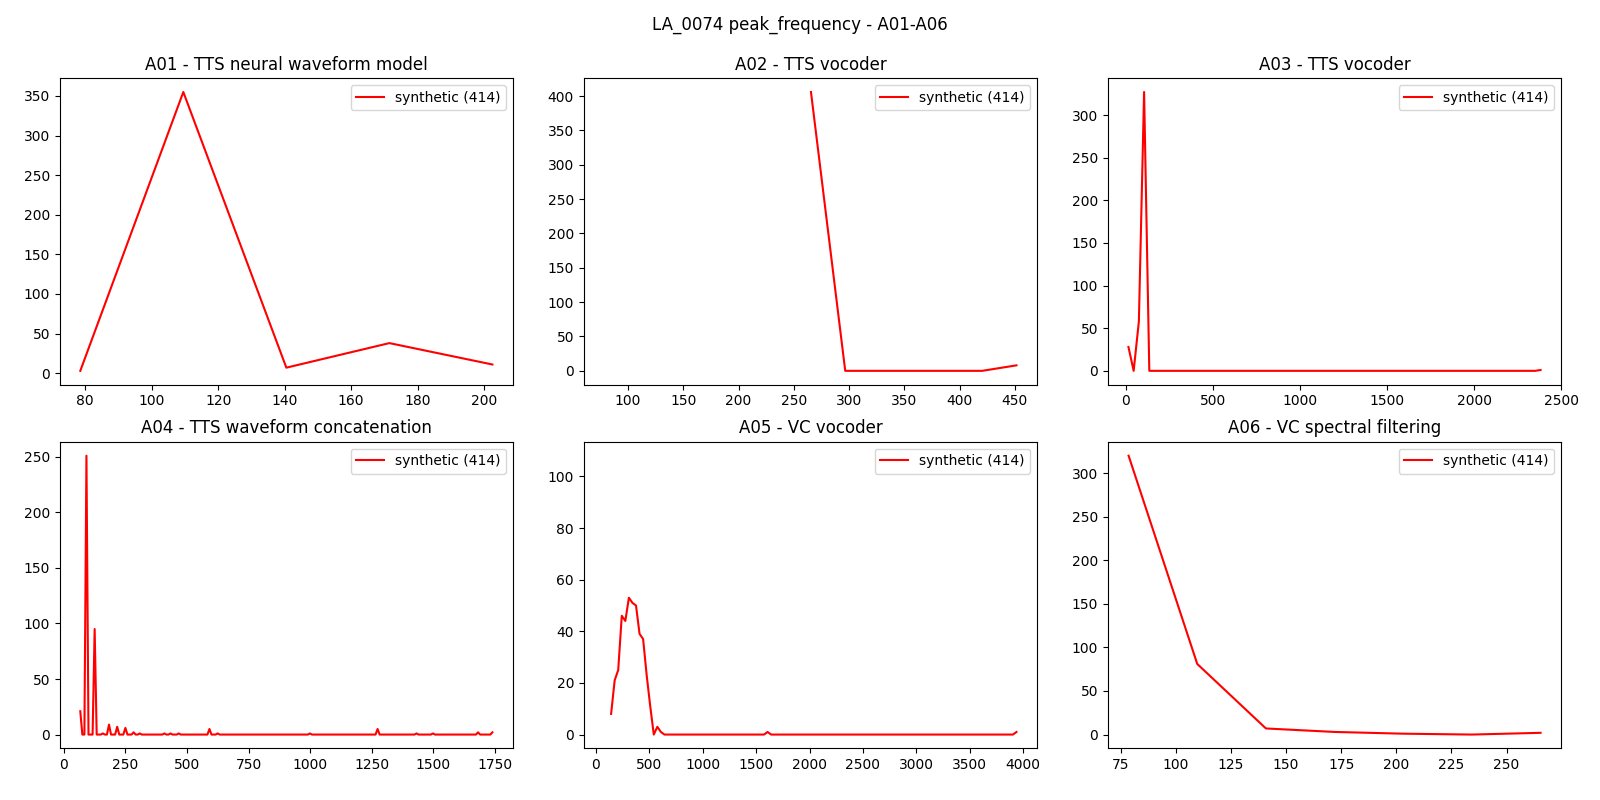 LA_0074 peak_frequency - A01-A06
A01 - TTS neural waveform model
synthetic (414)
350
300
250
200
150
100
50
0
80 100 120 140 160 180 200
A02 - TTS vocoder
synthetic (414)
400
350
300
250
200
150
100
50
0
100 150 200 250 300 350 400 450
A03 - TTS vocoder
synthetic (414)
300
250
200
150
100
50
0
0 500 1000 1500 2000 2500
A04 - TTS waveform concatenation
synthetic (414)
250
200
150
100
50
0
0 250 500 750 1000 1250 1500 1750
A05 - VC vocoder
synthetic (414)
100
80
60
40
20
0
0 500 1000 1500 2000 2500 3000 3500 4000
A06 - VC spectral filtering
synthetic (414)
300
250
200
150
100
50
0
75 100 125 150 175 200 225 250